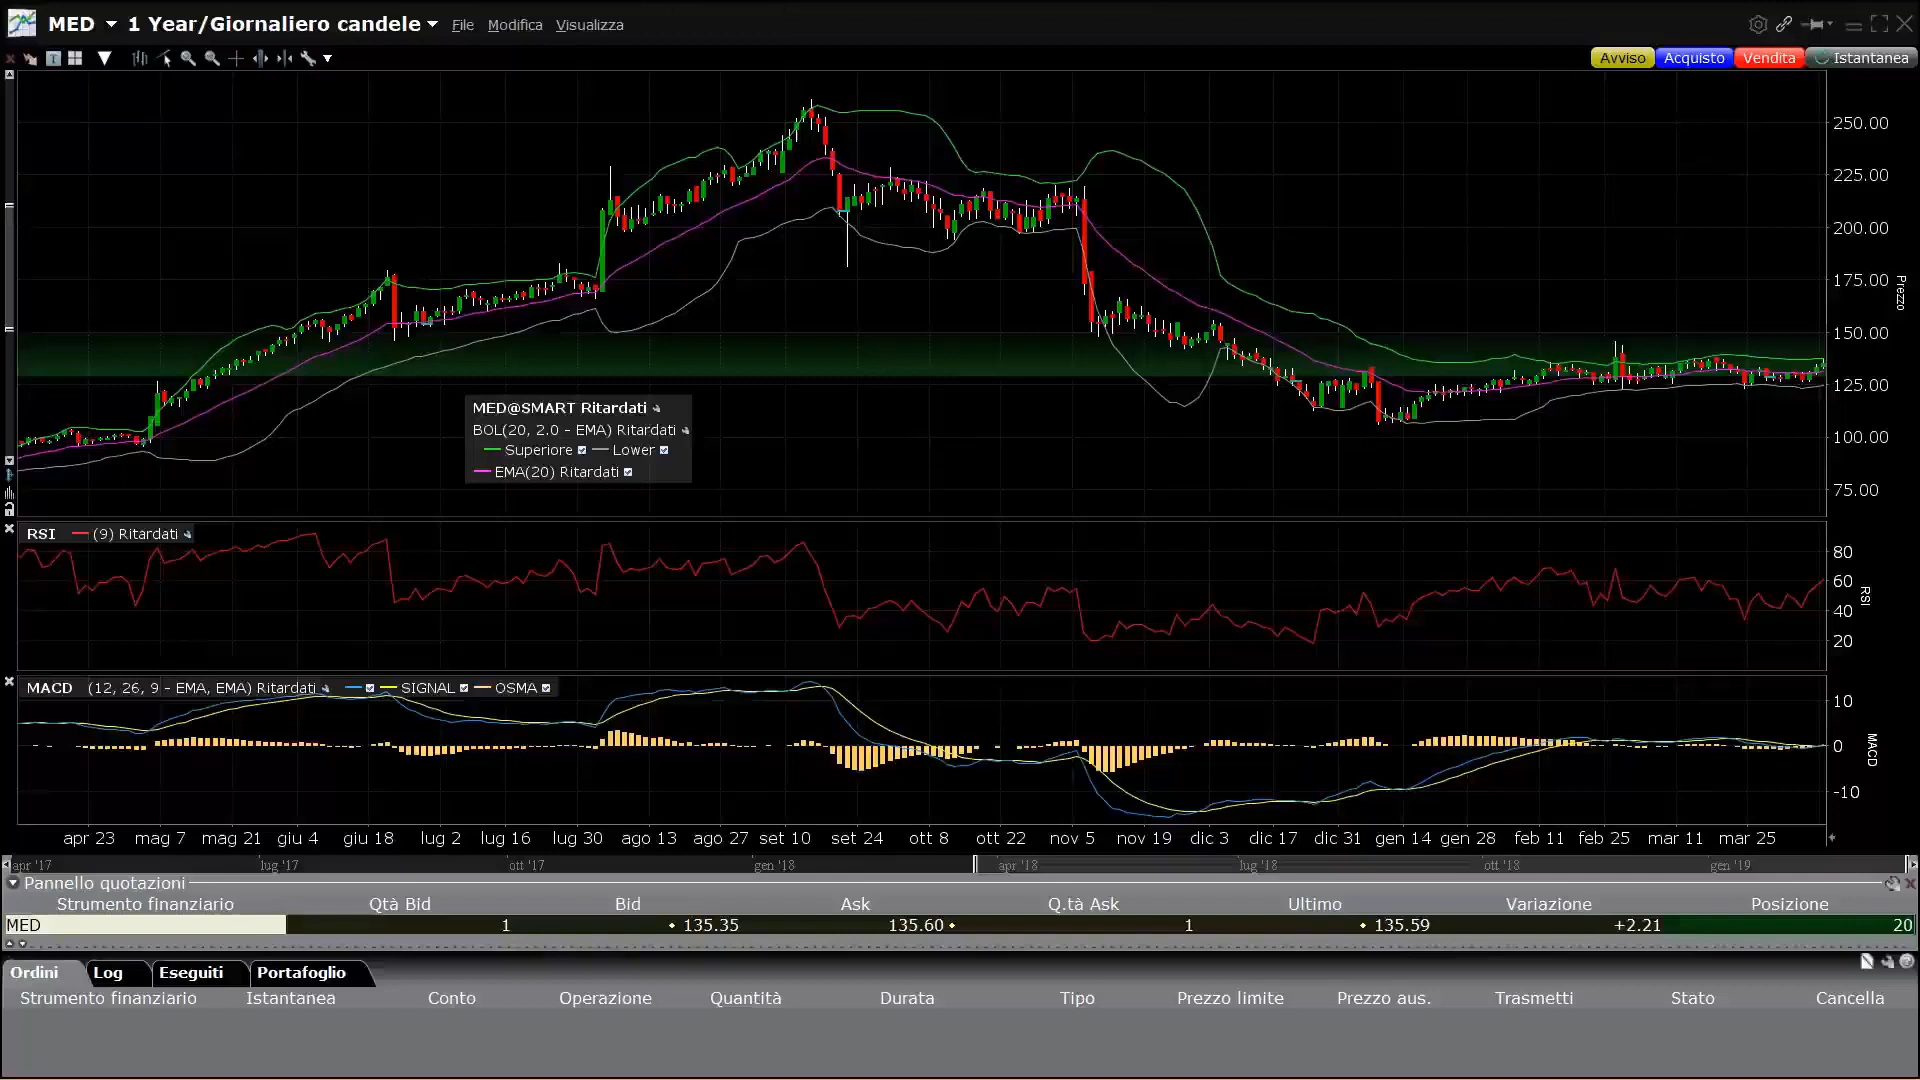 MED 1 Year/Giornaliero candele File Modifica Visualizza
Avviso Acquisto Vendita Istantanea
250.00
225.00
200.00
175.00
150.00
125.00
100.00
75.00
Prezzo
MED@SMART Ritardati
BOL(20, 2.0 - EMA) Ritardati
Superiore Lower
EMA(20) Ritardati
RSI (9) Ritardati
80
60
40
20
RSI
MACD (12, 26, 9 - EMA, EMA) Ritardati SIGNAL OSMA
10
0
-10
MACD
apr 23 mag 7 mag 21 giu 4 giu 18 lug 2 lug 16 lug 30 ago 13 ago 27 set 10 set 24 ott 8 ott 22 nov 5 nov 19 dic 3 dic 17 dic 31 gen 14 gen 28 feb 11 feb 25 mar 11 mar 25
apr '17 lug '17 ott '17 gen '18 apr '18 lug '18 ott '18 gen '19
Pannello quotazioni
Strumento finanziario Qtà Bid Bid Ask Q.tà Ask Ultimo Variazione Posizione
MED 1 135.35 135.60 1 135.59 +2.21 20
Ordini Log Eseguiti Portafoglio
Strumento finanziario Istantanea Conto Operazione Quantità Durata Tipo Prezzo limite Prezzo aus. Trasmetti Stato Cancella